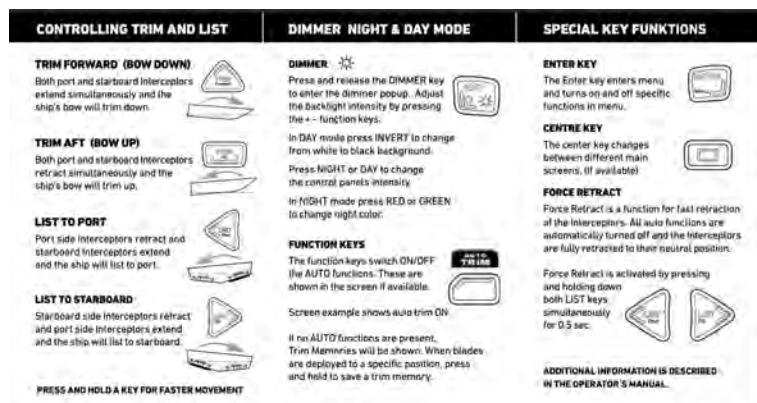 CONTROLLING TRIM AND LIST
TRIM FORWARD (BOW DOWN)
Both port and starboard Interceptors
extend simultaneously and the
ship's bow will trim down.
TRIM AFT (BOW UP)
Both port and starboard Interceptors
retract simultaneously and the
ship's bow will trim up.
LIST TO PORT
Port side Interceptors retract and
starboard Interceptors extend
and the ship will list to port.
LIST TO STARBOARD
Starboard side Interceptors retract
and port side Interceptors extend
and the ship will list to starboard.
PRESS AND HOLD A KEY FOR FASTER MOVEMENT
DIMMER NIGHT & DAY MODE
DIMMER
Press and release the DIMMER key
to enter the dimmer popup. Adjust
the backlight intensity by pressing
the + - function keys.
In DAY mode press INVERT to change
from white to black background.
Press NIGHT or DAY to change
the control panels intensity
In NIGHT mode press RED or GREEN
to change night color.
FUNCTION KEYS
The function keys switch ON/OFF
the AUTO functions. These are
shown in the screen if available.
AUTO
TRIM
Screen example shows auto trim ON
If no AUTO functions are present,
Trim Memories will be shown. When blades
are deployed to a specific position, press
and hold to save a trim memory.
SPECIAL KEY FUNKTIONS
ENTER KEY
The Enter key enters menu
and turns on and off specific
functions in menu.
CENTRE KEY
The center key changes
between different main
screens. (If available)
FORCE RETRACT
Force Retract is a function for fast retraction
of the Interceptors. All auto functions are
automatically turned off and the Interceptors
are fully retracted to their neutral position.
Force Retract is activated by pressing
and holding down
both LIST keys
simultaneously
for 0.5 sec.
ADDITIONAL INFORMATION IS DESCRIBED
IN THE OPERATOR'S MANUAL.